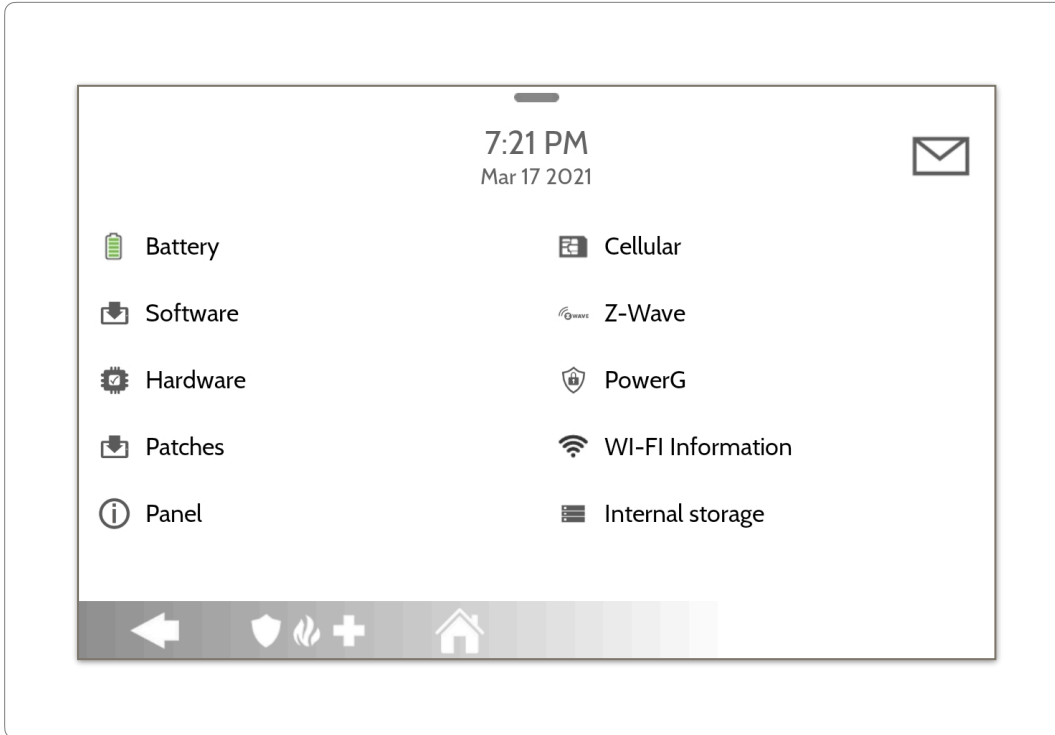 7:21 PM
Mar 17 2021
Battery
Software
Hardware
Patches
Panel
Cellular
Z-Wave
PowerG
WI-FI Information
Internal storage